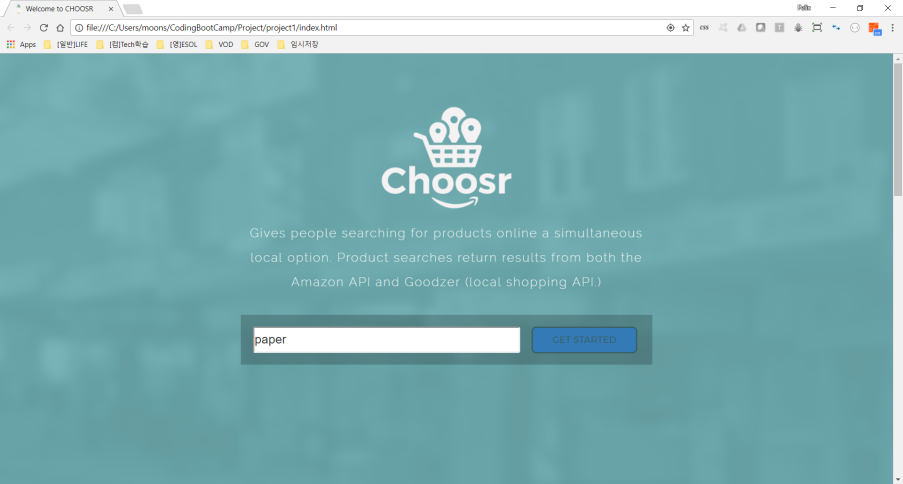 Welcome to CHOOSR
file:///C:/Users/moons/CodingBootCamp/Project/project1/index.html
Apps [일반]LIFE [컴]Tech학습 [영]ESOL VOD GOV 임시저장
Choosr
Gives people searching for products online a simultaneous
local option. Product searches return results from both the
Amazon API and Goodzer (local shopping API.)
paper GET STARTED